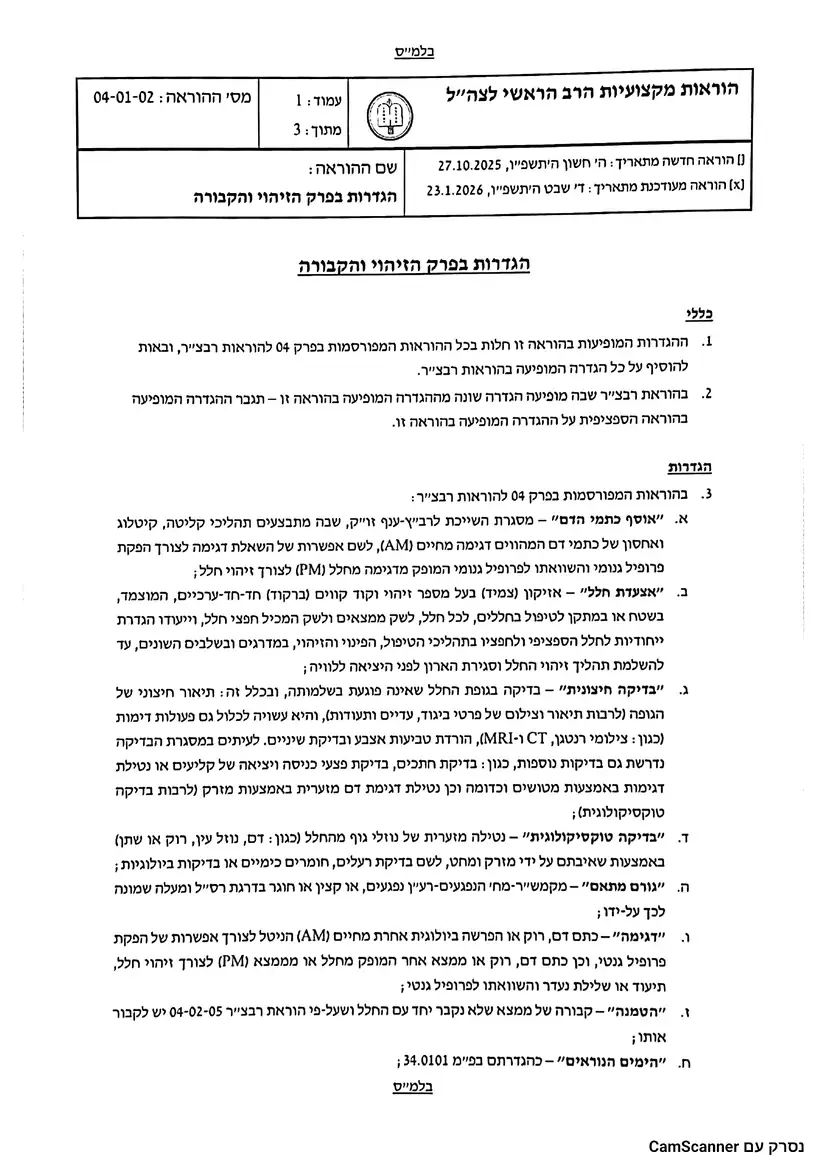 בלמ״ס
הוראות מקצועיות הרב הראשי לצה״ל
עמוד: 1
מתוך: 3
מס׳ ההוראה: 04-01-02
[] הוראה חדשה מתאריך: ה׳ חשון ה׳תשפ״ו, 27.10.2025
[x] הוראה מעודכנת מתאריך: ד׳ שבט ה׳תשפ״ו, 23.1.2026
שם ההוראה:
הגדרות בפרק הזיהוי והקבורה
הגדרות בפרק הזיהוי והקבורה
כללי
1. ההגדרות המופיעות בהוראה זו חלות בכל ההוראות המפורסמות בפרק 04 להוראות רבצ״ר, ובאות
להוסיף על כל הגדרה המופיעה בהוראות רבצ״ר.
2. בהוראת רבצ״ר שבה מופיעה הגדרה שונה מההגדרה המופיעה בהוראה זו – תגבר ההגדרה המופיעה
בהוראה הספציפית על ההגדרה המופיעה בהוראה זו.
הגדרות
3. בהוראות המפורסמות בפרק 04 להוראות רבצ״ר:
א. ״אוסף כתמי הדם״ – מסגרת השייכת לרב״ץ-ענף זו״ק, שבה מתבצעים תהליכי קליטה, קיטלוג
ואחסון של כתמי דם המהווים דגימה מחיים (AM), לשם אפשרות של השאלת דגימה לצורך הפקת
פרופיל גנומי והשוואתו לפרופיל גנומי המופק מדגימה מחלל (PM) לצורך זיהוי חלל;
ב. ״אצעדת חלל״ – אזיקון (צמיד) בעל מספר זיהוי וקוד קווים (ברקוד) חד-חד-ערכיים, המוצמד,
בשטח או במתקן לטיפול בחללים, לכל חלל, לשק ממצאים ולשק המכיל חפצי חלל, וייעודו הגדרת
ייחודיות לחלל הספציפי ולחפציו בתהליכי הטיפול, הפינוי והזיהוי, במדרגים ובשלבים השונים, עד
להשלמת תהליך זיהוי החלל וסגירת הארון לפני היציאה ללוויה;
ג. ״בדיקה חיצונית״ – בדיקה בגופת החלל שאינה פוגעת בשלמותה, ובכלל זה: תיאור חיצוני של
הגופה (לרבות תיאור וצילום של פרטי ביגוד, עדיים ותעודות), והיא עשויה לכלול גם פעולות דימות
(כגון: צילומי רנטגן, CT ו-MRI), הורדת טביעות אצבע ובדיקת שיניים. לעיתים במסגרת הבדיקה
נדרשת גם בדיקות נוספות, כגון: בדיקת חתכים, בדיקת פצעי כניסה ויציאה של קליעים או נטילת
דגימות באמצעות מטושים וכדומה וכן נטילת דגימת דם מזערית באמצעות מזרק (לרבות בדיקה
טוקסיקולוגית);
ד. ״בדיקה טוקסיקולוגית״ – נטילה מזערית של נוזלי גוף מהחלל (כגון: דם, נוזל עין, רוק או שתן)
באמצעות שאיבתם על ידי מזרק ומחט, לשם בדיקת רעלים, חומרים כימיים או בדיקות ביולוגיות;
ה. ״גורם מתאם״ – מקמש״ר-מח׳ הנפגעים-רע״ן נפגעים, או קצין או חוגר בדרגת רס״ל ומעלה שמונה
לכך על-ידו;
ו. ״דגימה״ – כתם דם, רוק או הפרשה ביולוגית אחרת מחיים (AM) הניטל לצורך אפשרות של הפקת
פרופיל גנטי, וכן כתם דם, רוק או ממצא אחר המופק מחלל או מממצא (PM) לצורך זיהוי חלל,
תיעוד או שלילת נעדר והשוואתו לפרופיל גנטי;
ז. ״הטמנה״ – קבורה של ממצא שלא נקבר יחד עם החלל ושעל-פי הוראת רבצ״ר 04-02-05 יש לקבור
אותו;
ח. ״הימים הנוראים״ – כהגדרתם בפ״מ 34.0101;
בלמ״ס
נסרק עם CamScanner